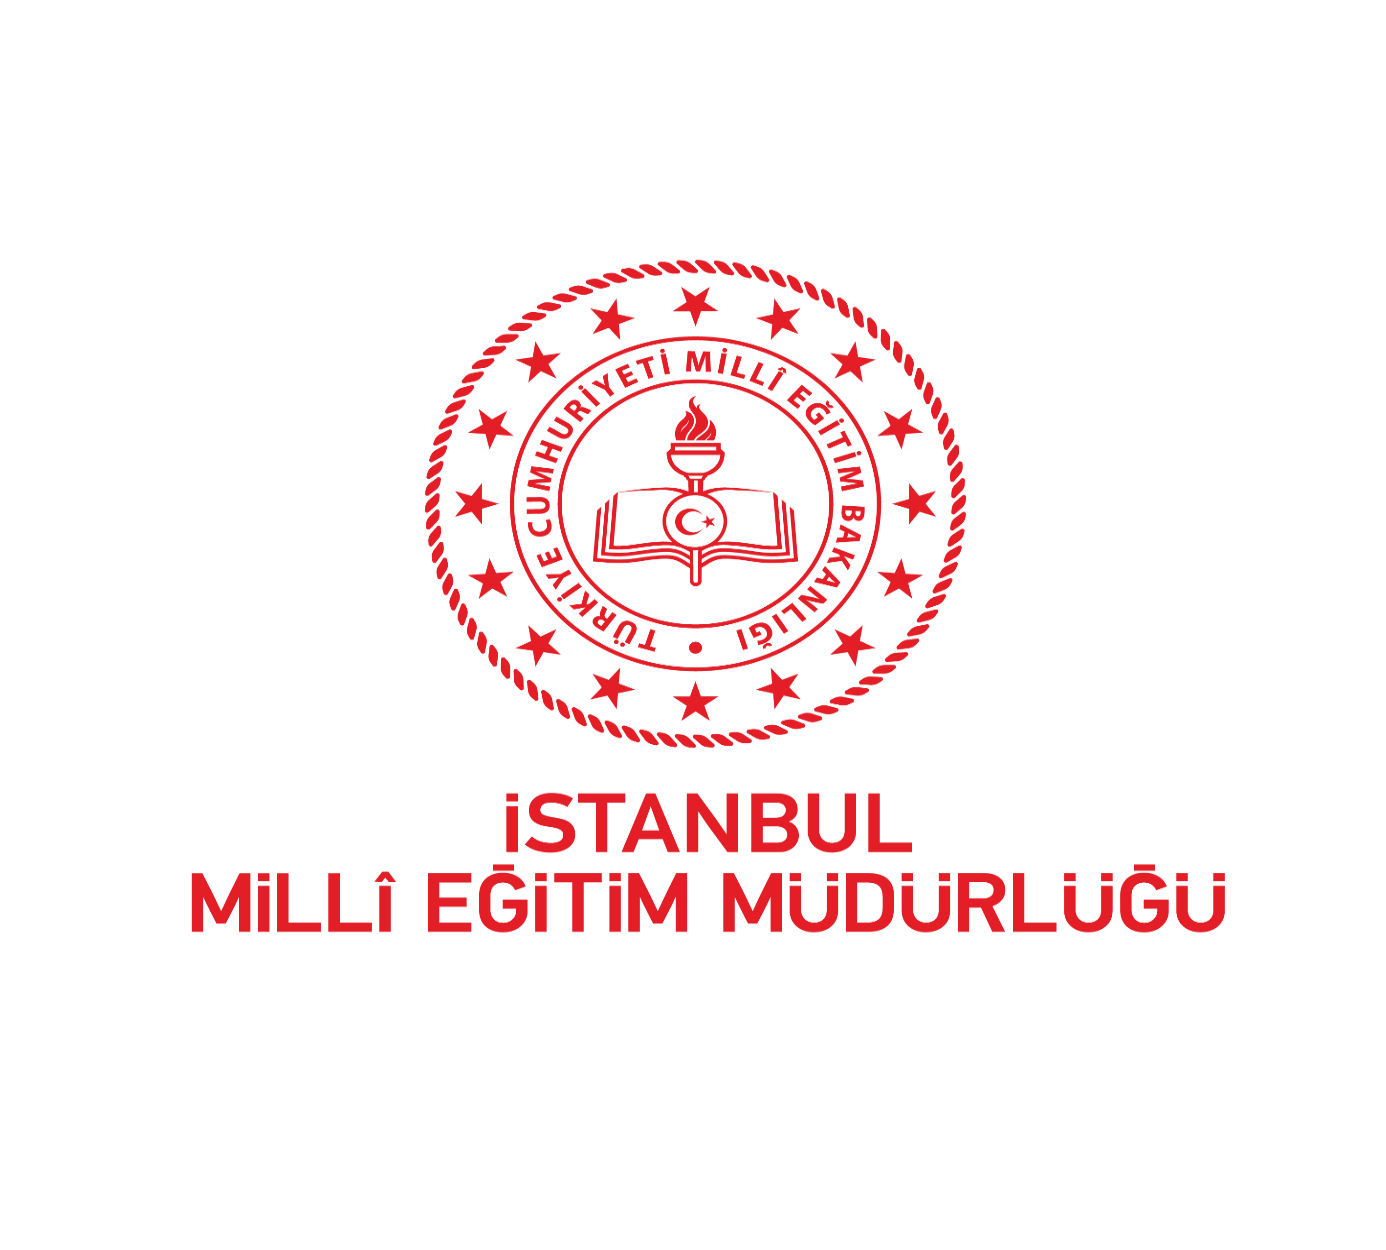 TÜRKİYE CUMHURİYETİ MİLLÎ EĞİTİM BAKANLIĞI
İSTANBUL
MİLLÎ EĞİTİM MÜDÜRLÜĞÜ